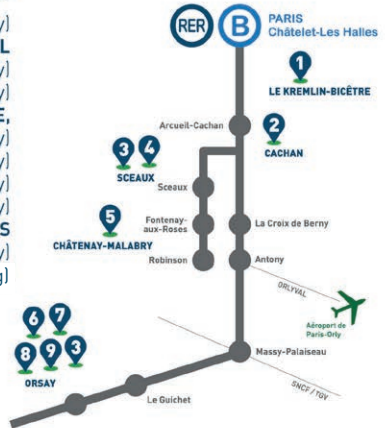 y)
L
y)
y)
E,
y)
y)
y)
y)
S
y)
g)
RER
B
PARIS
Châtelet-Les Halles
1
LE KREMLIN-BICÊTRE
Arcueil-Cachan
2
CACHAN
3
4
SCEAUX
Sceaux
5
CHÂTENAY-MALABRY
Fontenay-
aux-Roses
La Croix de Berny
Robinson
Antony
ORLYVAL
Aéroport de
Paris-Orly
6
7
8
9
3
ORSAY
Massy-Palaiseau
Le Guichet
SNCF / TGV